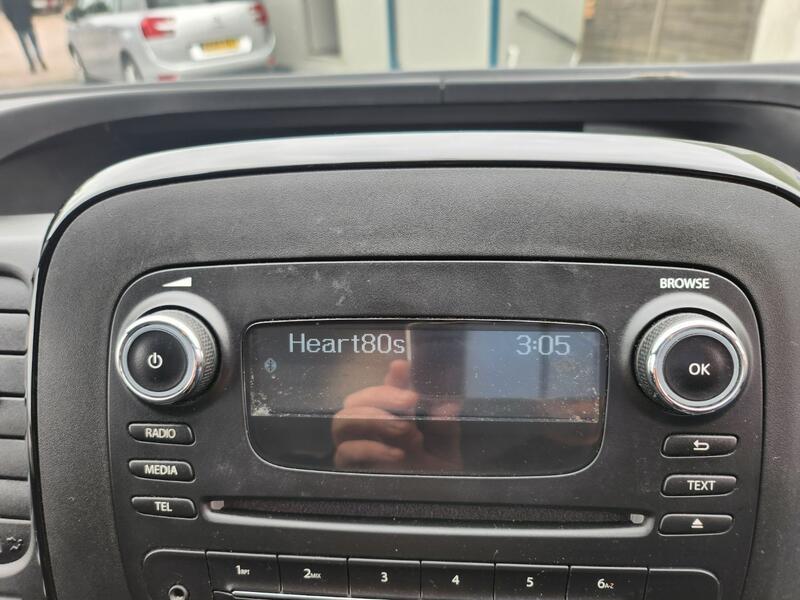 BROWSE
Heart80s 3:05
OK
RADIO
MEDIA
TEXT
TEL
1RPT 2MIX 3 4 5 6A-Z